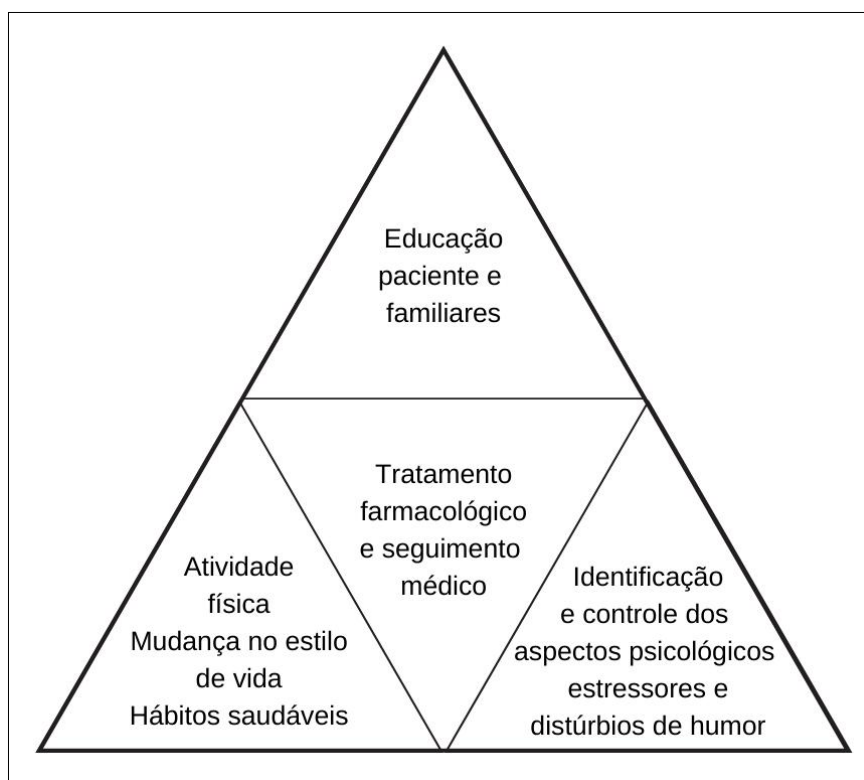 Educação
paciente e
familiares
Tratamento
farmacológico
e seguimento
médico
Atividade
física
Mudança no estilo
de vida
Hábitos saudáveis
Identificação
e controle dos
aspectos psicológicos
estressores e
distúrbios de humor